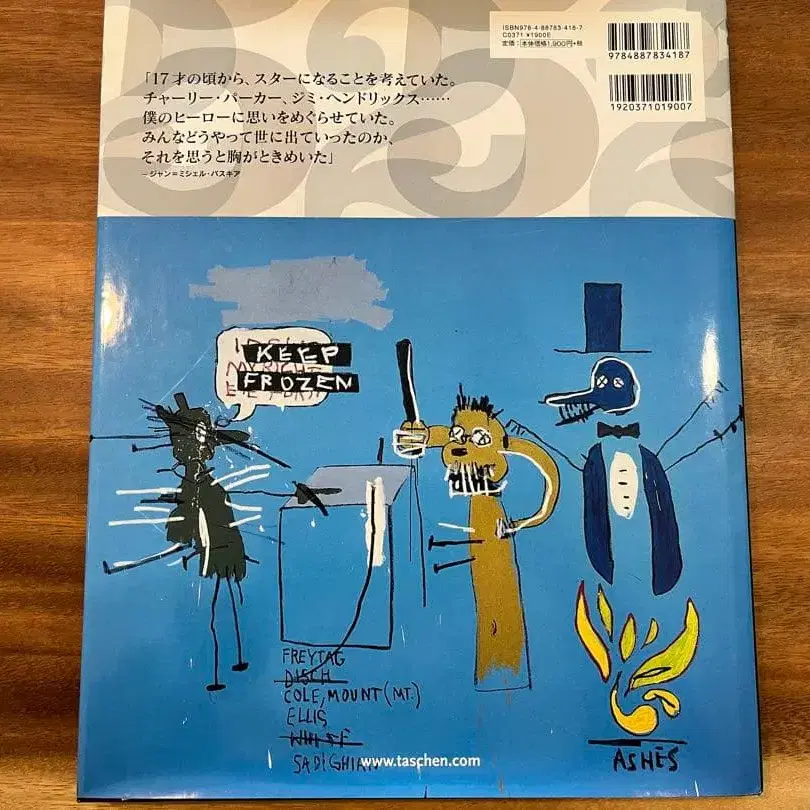 ISBN978-4-88783-418-7
C0371 ¥1900E
定価:本体価格1,900円+税
9784887834187
1920371019007
「17才の頃から、スターになることを考えていた。
チャーリー・パーカー、ジミ・ヘンドリックス……
僕のヒーローに思いをめぐらせていた。
みんなどうやって世に出ていったのか、
それを思うと胸がときめいた」
—ジャン=ミシェル・バスキア
KEEP
FROZEN
FREYTAG
DISCH
COLE, MOUNT (MT.)
ELLIS
SADIGHIAN
www.taschen.com
ASHES